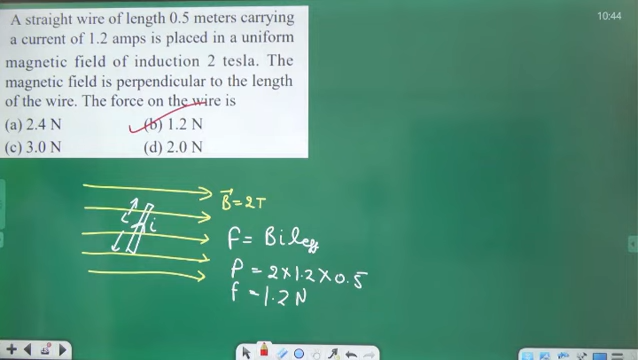 10:44
A straight wire of length 0.5 meters carrying
a current of 1.2 amps is placed in a uniform
magnetic field of induction 2 tesla. The
magnetic field is perpendicular to the length
of the wire. The force on the wire is
(a) 2.4 N (b) 1.2 N
(c) 3.0 N (d) 2.0 N
B⃗ = 2T
L i
F = Bileff
F = 2×1.2×0.5
f = 1.2 N